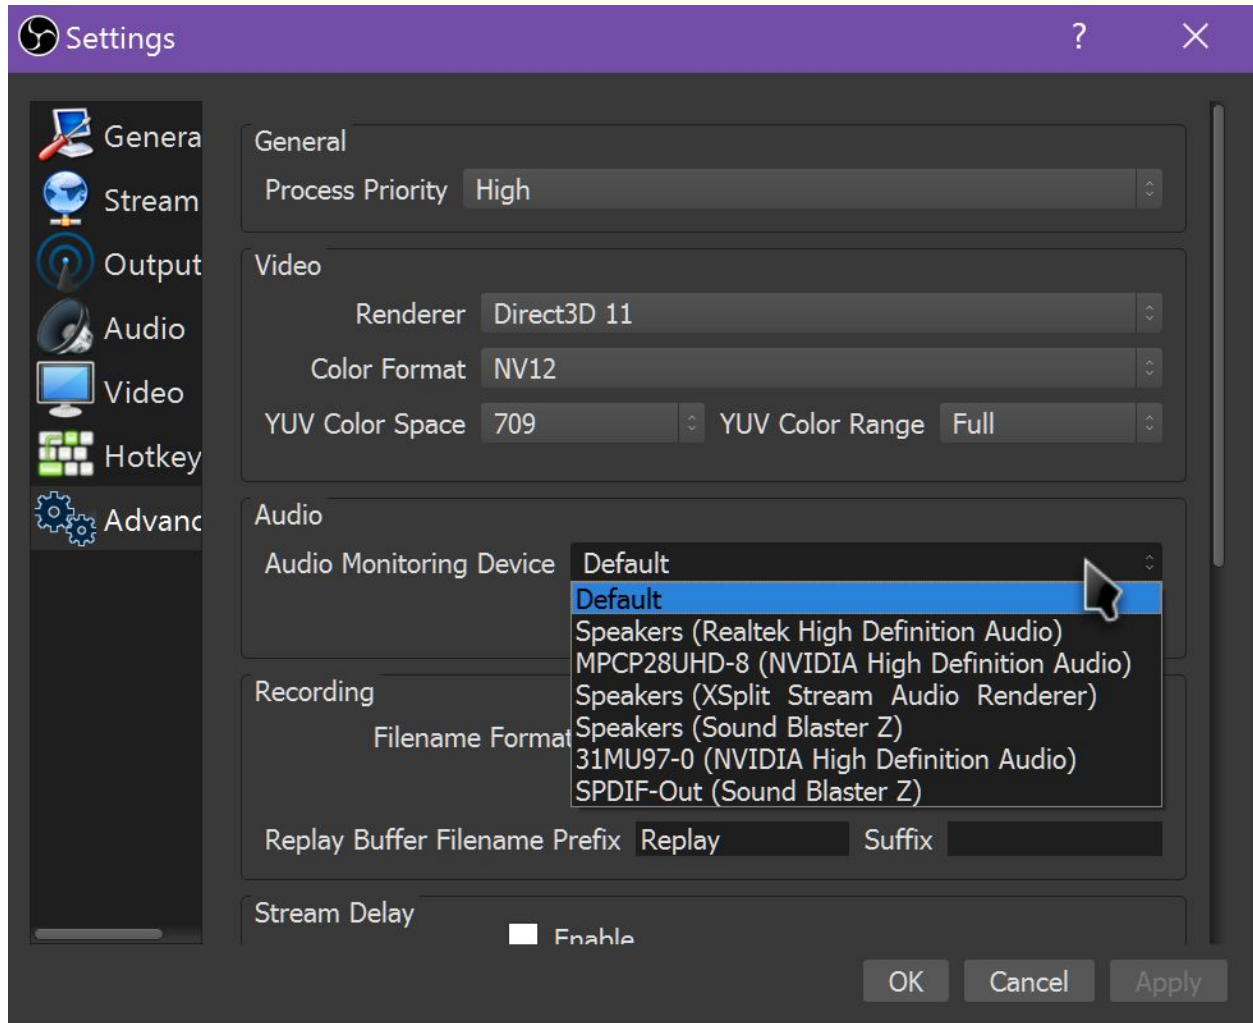 Settings ?
Genera
Stream
Output
Audio
Video
Hotkey
Advanc
General
Process Priority High
Video
Renderer Direct3D 11
Color Format NV12
YUV Color Space 709 YUV Color Range Full
Audio
Audio Monitoring Device Default
Default
Speakers (Realtek High Definition Audio)
MPCP28UHD-8 (NVIDIA High Definition Audio)
Speakers (XSplit Stream Audio Renderer)
Speakers (Sound Blaster Z)
31MU97-0 (NVIDIA High Definition Audio)
SPDIF-Out (Sound Blaster Z)
Recording
Filename Format
Replay Buffer Filename Prefix Replay Suffix
Stream Delay
Enable
OK Cancel Apply